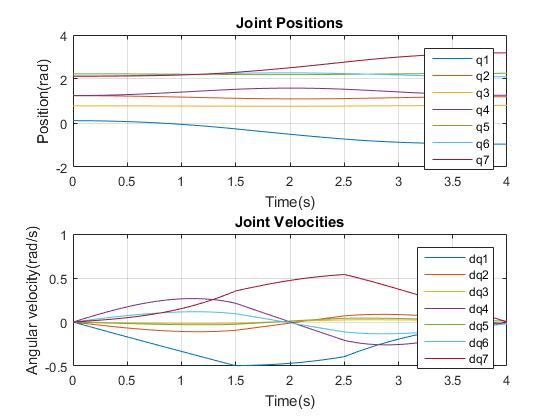 Joint Positions
4
2
0
-2
Position(rad)
q1
q2
q3
q4
q5
q6
q7
0 0.5 1 1.5 2 2.5 3 3.5 4
Time(s)
Joint Velocities
1
0.5
0
-0.5
Angular velocity(rad/s)
dq1
dq2
dq3
dq4
dq5
dq6
dq7
0 0.5 1 1.5 2 2.5 3 3.5 4
Time(s)